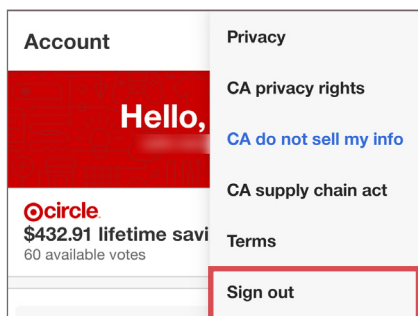 Account
Hello,
circle.
$432.91 lifetime savi
60 available votes
Privacy
CA privacy rights
CA do not sell my info
CA supply chain act
Terms
Sign out